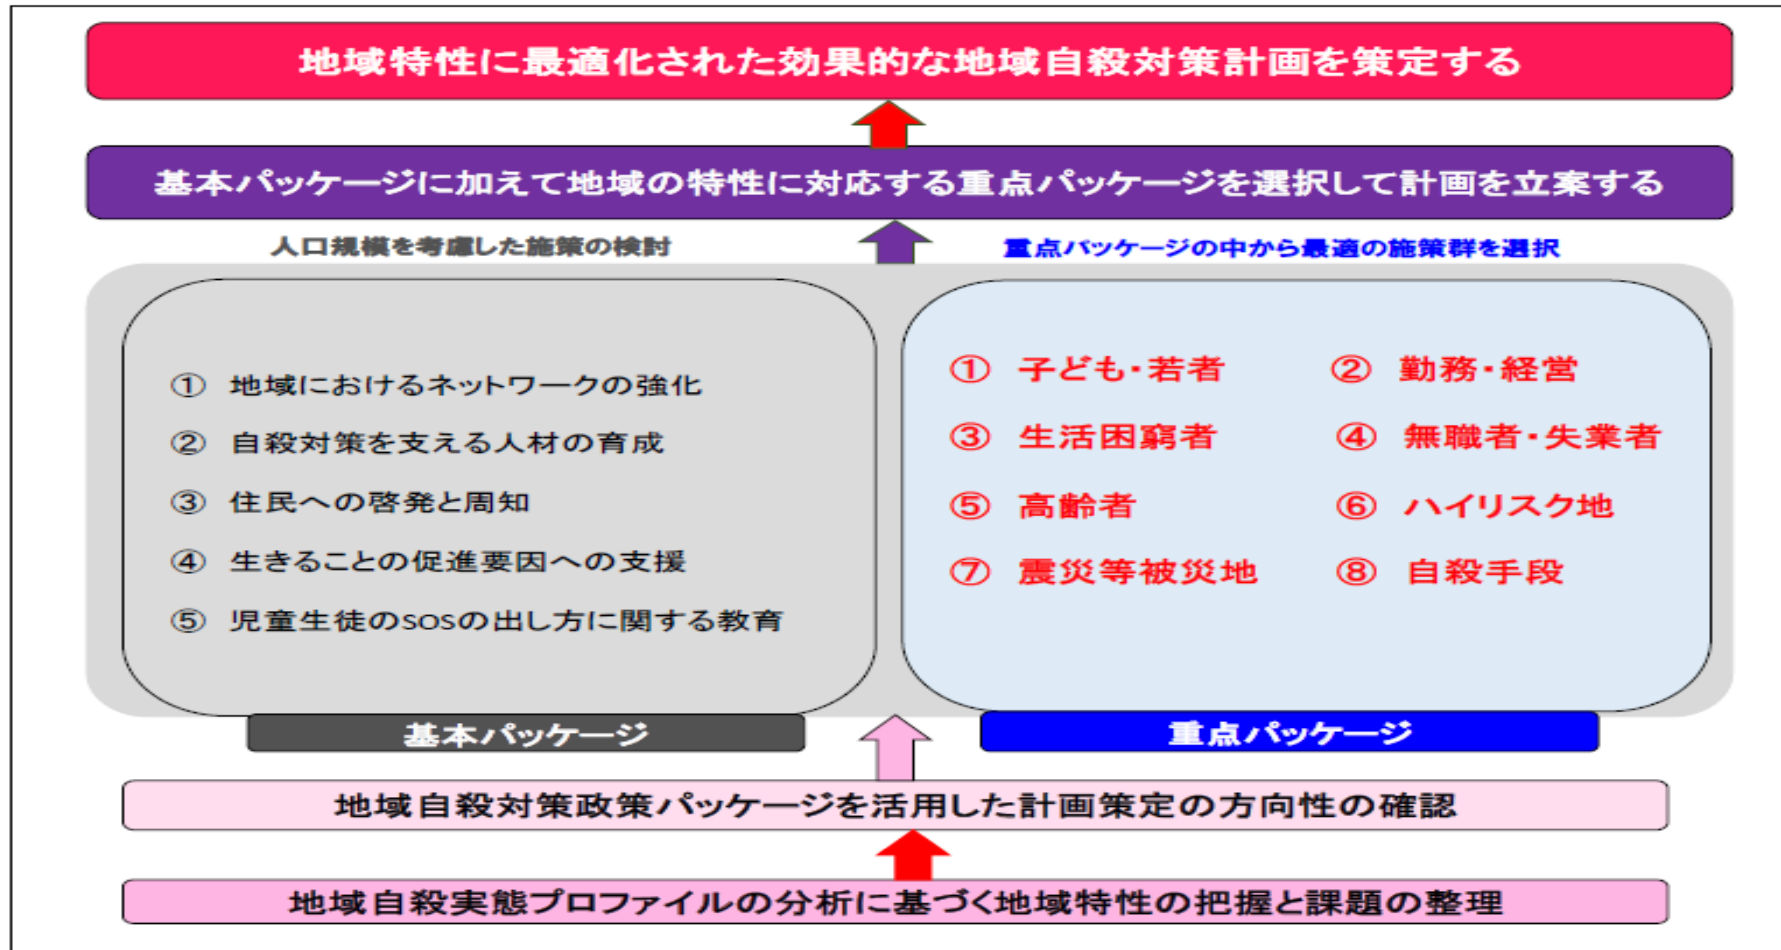 地域特性に最適化された効果的な地域自殺対策計画を策定する
基本パッケージに加えて地域の特性に対応する重点パッケージを選択して計画を立案する
人口規模を考慮した施策の検討
重点パッケージの中から最適の施策群を選択
① 地域におけるネットワークの強化
② 自殺対策を支える人材の育成
③ 住民への啓発と周知
④ 生きることの促進要因への支援
⑤ 児童生徒のSOSの出し方に関する教育
基本パッケージ
① 子ども・若者 ② 勤務・経営
③ 生活困窮者 ④ 無職者・失業者
⑤ 高齢者 ⑥ ハイリスク地
⑦ 震災等被災地 ⑧ 自殺手段
重点パッケージ
地域自殺対策政策パッケージを活用した計画策定の方向性の確認
地域自殺実態プロファイルの分析に基づく地域特性の把握と課題の整理